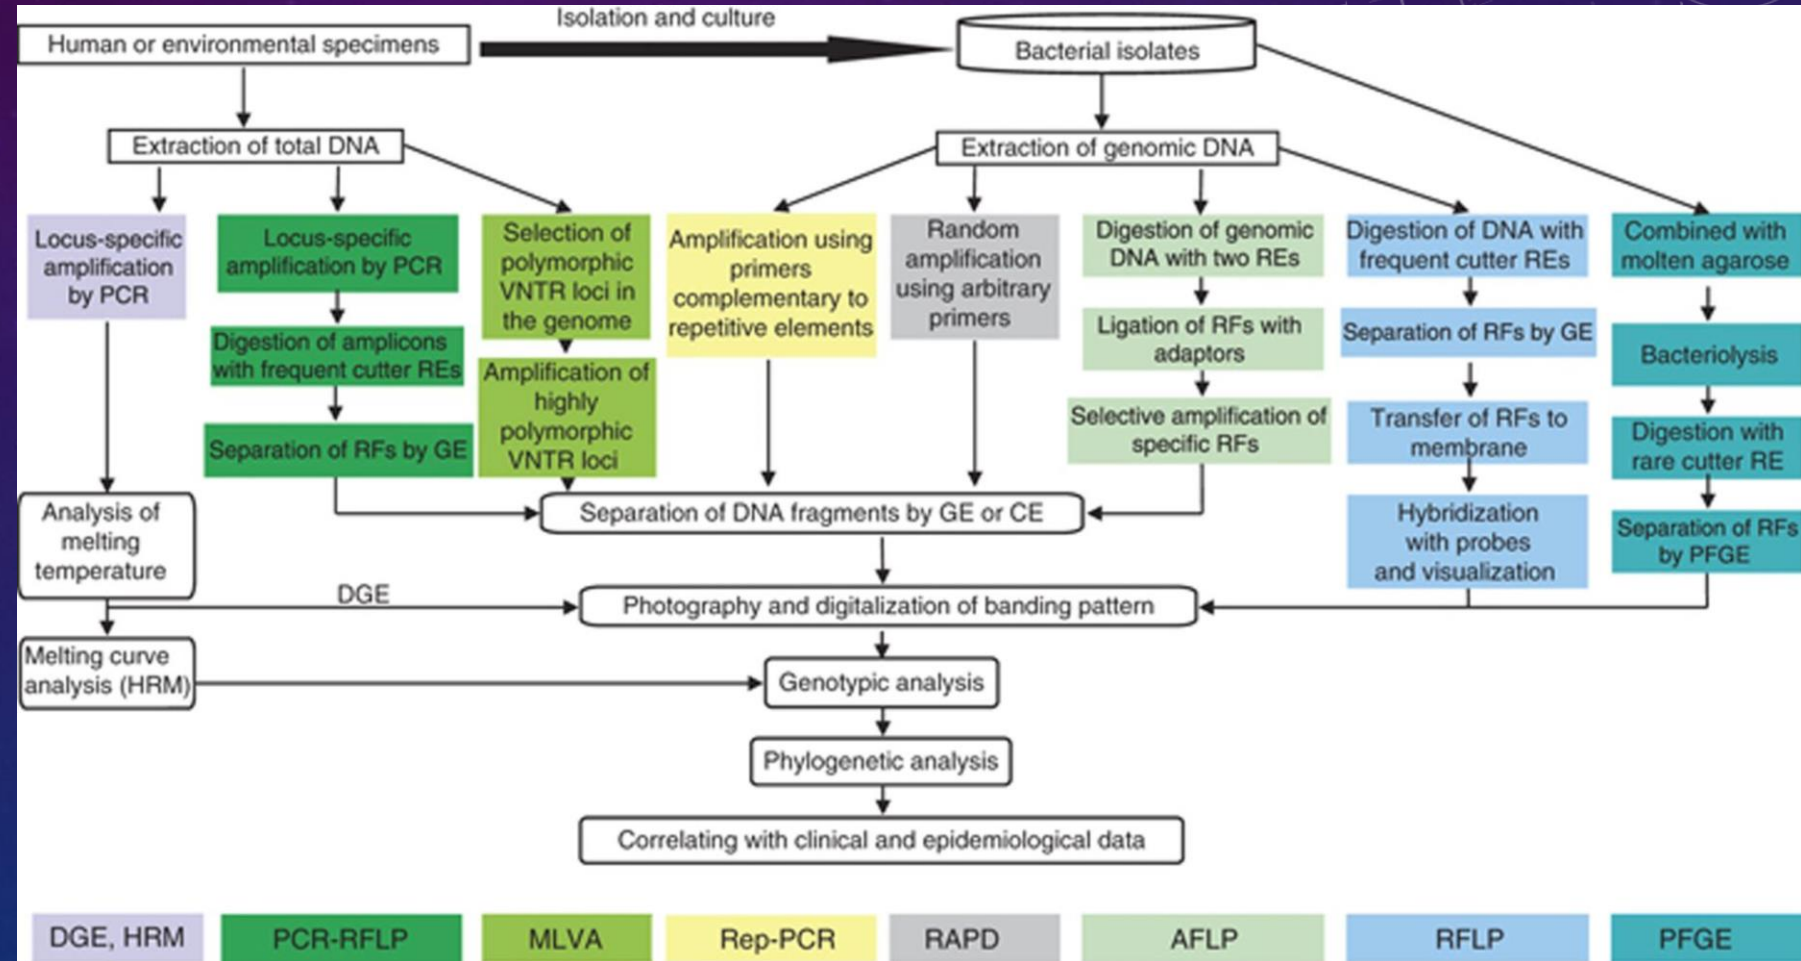 Isolation and culture
Human or environmental specimens
Bacterial isolates
Extraction of total DNA
Extraction of genomic DNA
Locus-specific
amplification
by PCR
Locus-specific
amplification by PCR
Digestion of amplicons
with frequent cutter REs
Separation of RFs by GE
Selection of
polymorphic
VNTR loci in
the genome
Amplification of
highly
polymorphic
VNTR loci
Amplification using
primers
complementary to
repetitive elements
Random
amplification
using arbitrary
primers
Digestion of genomic
DNA with two REs
Ligation of RFs with
adaptors
Selective amplification of
specific RFs
Digestion of DNA with
frequent cutter REs
Separation of RFs by GE
Transfer of RFs to
membrane
Hybridization
with probes
and visualization
Combined with
molten agarose
Bacteriolysis
Digestion with
rare cutter RE
Separation of RFs
by PFGE
Analysis of
melting
temperature
Separation of DNA fragments by GE or CE
DGE
Photography and digitalization of banding pattern
Melting curve
analysis (HRM)
Genotypic analysis
Phylogenetic analysis
Correlating with clinical and epidemiological data
DGE, HRM
PCR-RFLP
MLVA
Rep-PCR
RAPD
AFLP
RFLP
PFGE